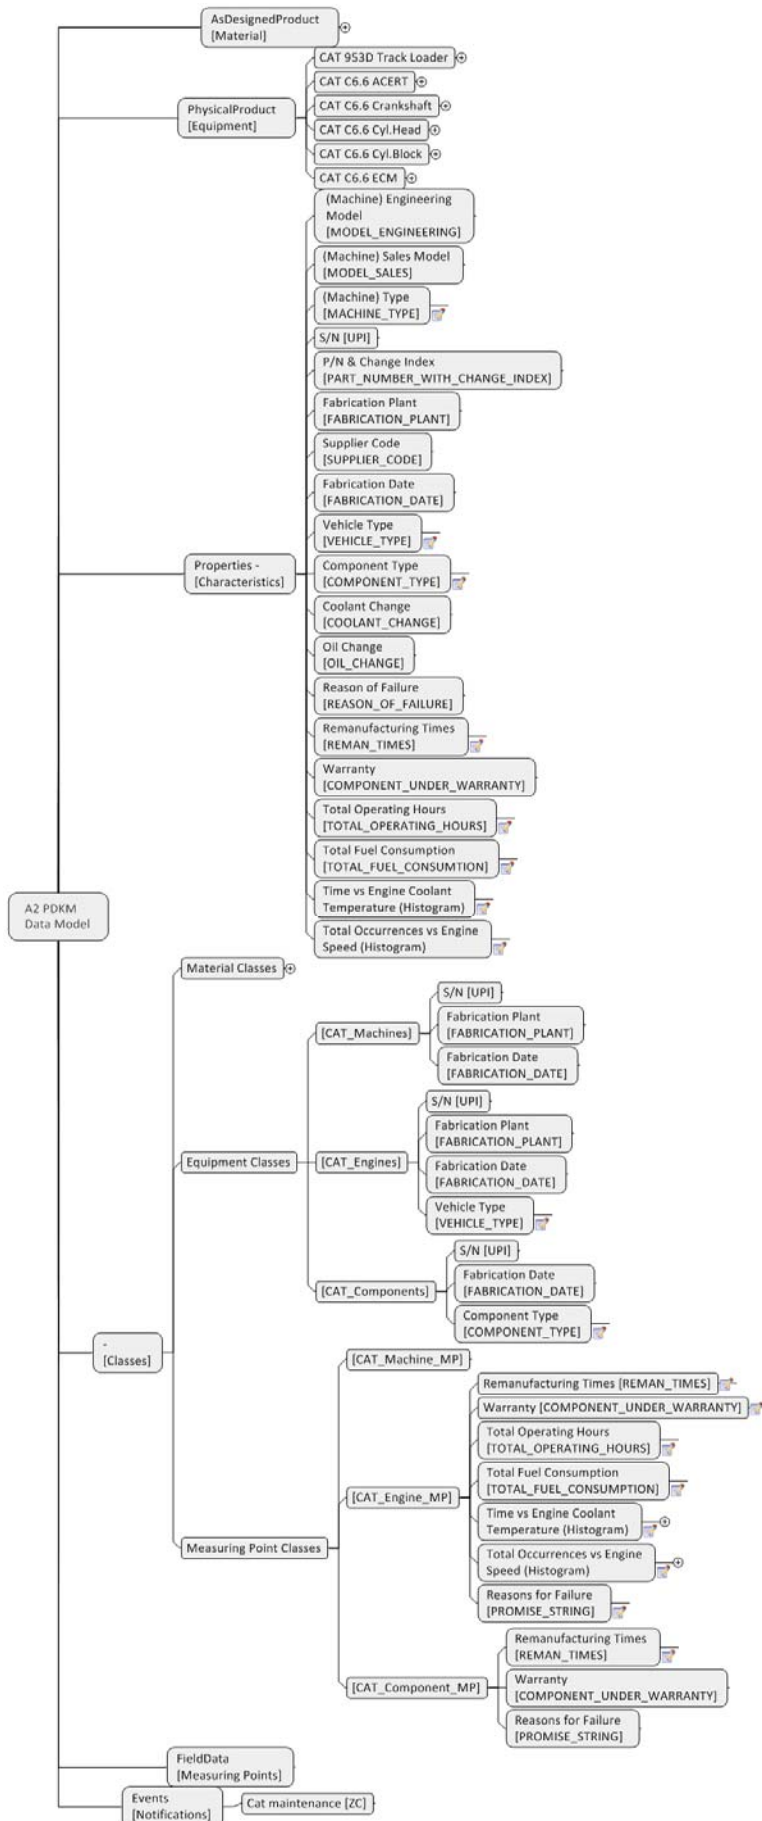 AsDesignedProduct
[Material]
CAT 953D Track Loader
CAT C6.6 ACERT
PhysicalProduct
[Equipment]
CAT C6.6 Crankshaft
CAT C6.6 Cyl.Head
CAT C6.6 Cyl.Block
CAT C6.6 ECM
(Machine) Engineering
Model
[MODEL_ENGINEERING]
(Machine) Sales Model
[MODEL_SALES]
(Machine) Type
[MACHINE_TYPE]
S/N [UPI]
P/N & Change Index
[PART_NUMBER_WITH_CHANGE_INDEX]
Fabrication Plant
[FABRICATION_PLANT]
Supplier Code
[SUPPLIER_CODE]
Fabrication Date
[FABRICATION_DATE]
Vehicle Type
[VEHICLE_TYPE]
Properties -
[Characteristics]
Component Type
[COMPONENT_TYPE]
Coolant Change
[COOLANT_CHANGE]
Oil Change
[OIL_CHANGE]
Reason of Failure
[REASON_OF_FAILURE]
Remanufacturing Times
[REMAN_TIMES]
Warranty
[COMPONENT_UNDER_WARRANTY]
Total Operating Hours
[TOTAL_OPERATING_HOURS]
Total Fuel Consumption
[TOTAL_FUEL_CONSUMTION]
Time vs Engine Coolant
Temperature (Histogram)
Total Occurrences vs Engine
Speed (Histogram)
A2 PDKM
Data Model
Material Classes
Equipment Classes
[CAT_Machines]
S/N [UPI]
Fabrication Plant
[FABRICATION_PLANT]
Fabrication Date
[FABRICATION_DATE]
[CAT_Engines]
S/N [UPI]
Fabrication Plant
[FABRICATION_PLANT]
Fabrication Date
[FABRICATION_DATE]
Vehicle Type
[VEHICLE_TYPE]
[CAT_Components]
S/N [UPI]
Fabrication Date
[FABRICATION_DATE]
Component Type
[COMPONENT_TYPE]
-
[Classes]
Measuring Point Classes
[CAT_Machine_MP]
[CAT_Engine_MP]
Remanufacturing Times [REMAN_TIMES]
Warranty [COMPONENT_UNDER_WARRANTY]
Total Operating Hours
[TOTAL_OPERATING_HOURS]
Total Fuel Consumption
[TOTAL_FUEL_CONSUMPTION]
Time vs Engine Coolant
Temperature (Histogram)
Total Occurrences vs Engine
Speed (Histogram)
Reasons for Failure
[PROMISE_STRING]
[CAT_Component_MP]
Remanufacturing Times
[REMAN_TIMES]
Warranty
[COMPONENT_UNDER_WARRANTY]
Reasons for Failure
[PROMISE_STRING]
FieldData
[Measuring Points]
Events
[Notifications]
Cat maintenance [ZC]